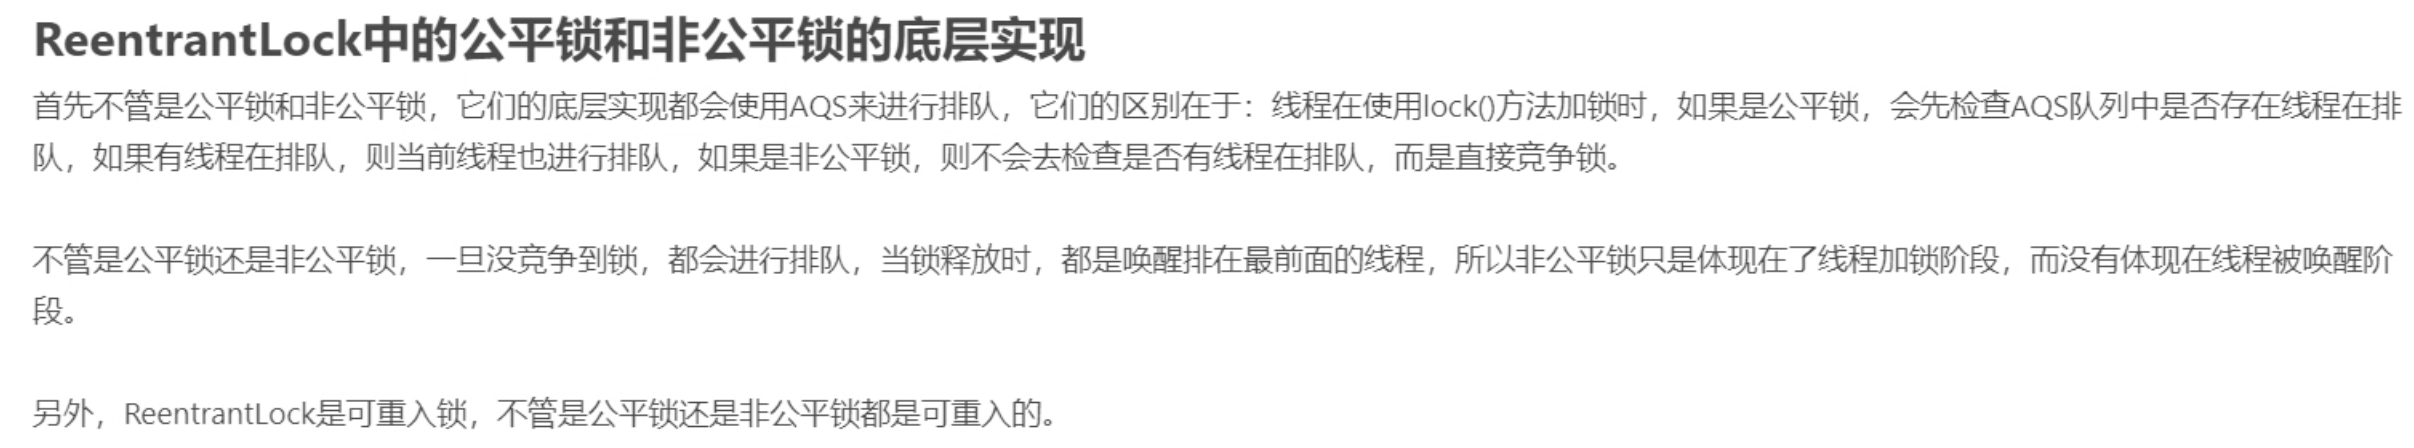 ReentrantLock中的公平锁和非公平锁的底层实现
首先不管是公平锁和非公平锁，它们的底层实现都会使用AQS来进行排队，它们的区别在于：线程在使用lock()方法加锁时，如果是公平锁，会先检查AQS队列中是否存在线程在排
队，如果有线程在排队，则当前线程也进行排队，如果是非公平锁，则不会去检查是否有线程在排队，而是直接竞争锁。
不管是公平锁还是非公平锁，一旦没竞争到锁，都会进行排队，当锁释放时，都是唤醒排在最前面的线程，所以非公平锁只是体现在了线程加锁阶段，而没有体现在线程被唤醒阶
段。
另外，ReentrantLock是可重入锁，不管是公平锁还是非公平锁都是可重入的。